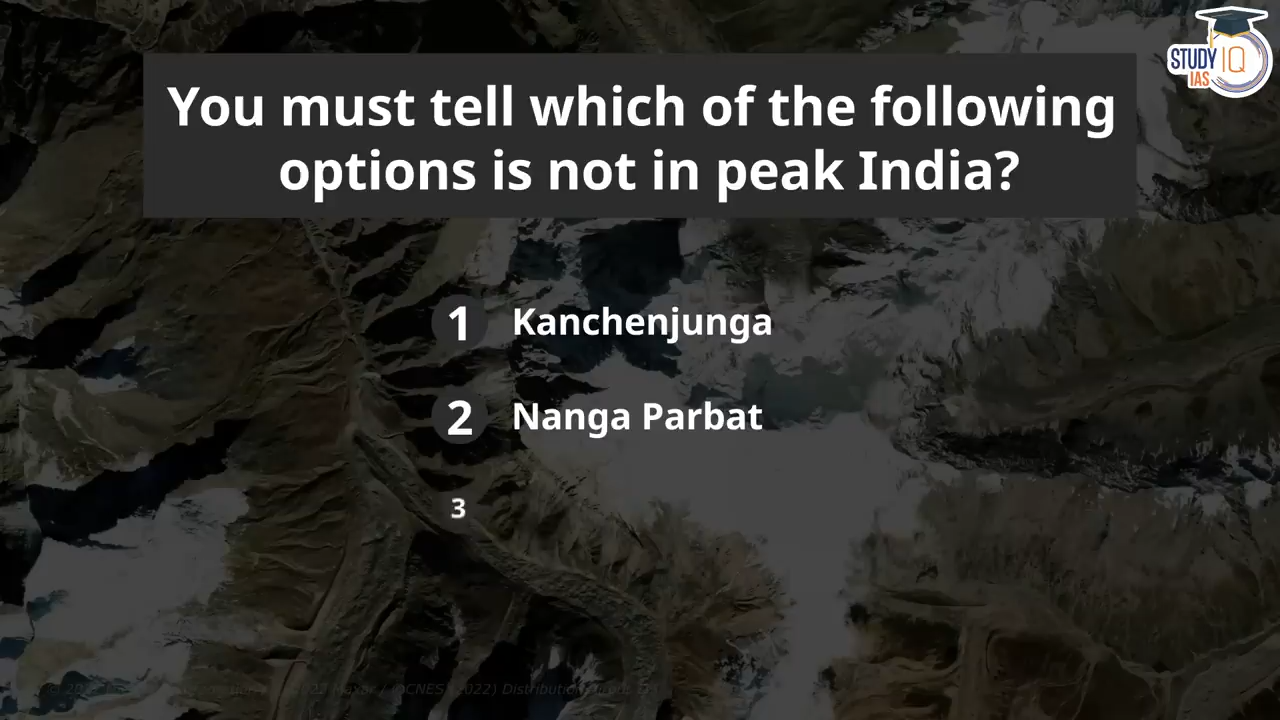 STUDY IQ
IAS
You must tell which of the following
options is not in peak India?
1 Kanchenjunga
2 Nanga Parbat
3